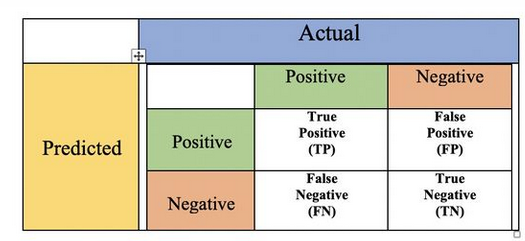 Actual
Positive
Negative
Predicted
Positive
True
Positive
(TP)
False
Positive
(FP)
Negative
False
Negative
(FN)
True
Negative
(TN)